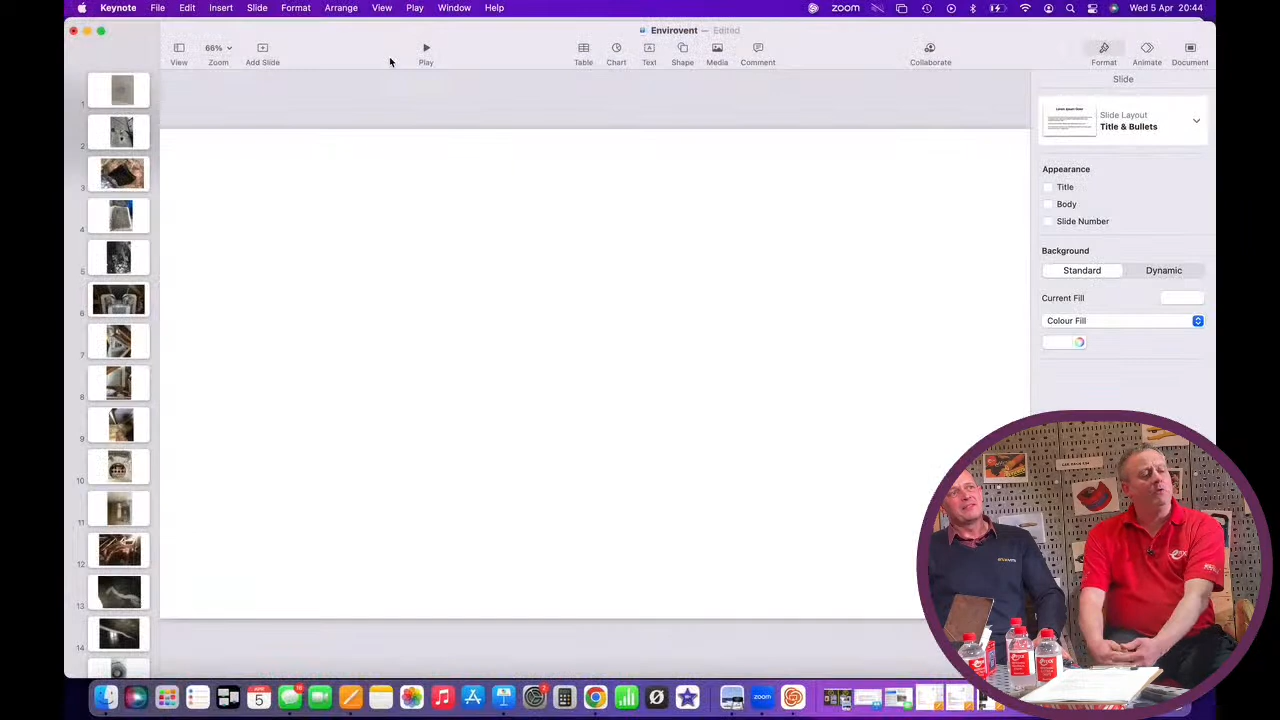 Keynote File Edit Insert Slide Format Arrange View Play Window Help
zoom Wed 5 Apr 20:44
Envirovent — Edited
66%
View Zoom Add Slide Play Table Chart Text Shape Media Comment Collaborate Format Animate Document
Slide
Slide Layout
Title & Bullets
Appearance
Title
Body
Slide Number
Background
Standard Dynamic
Current Fill
Colour Fill
1
2
3
4
5
6
7
8
9
10
11
12
13
14
5
zoom